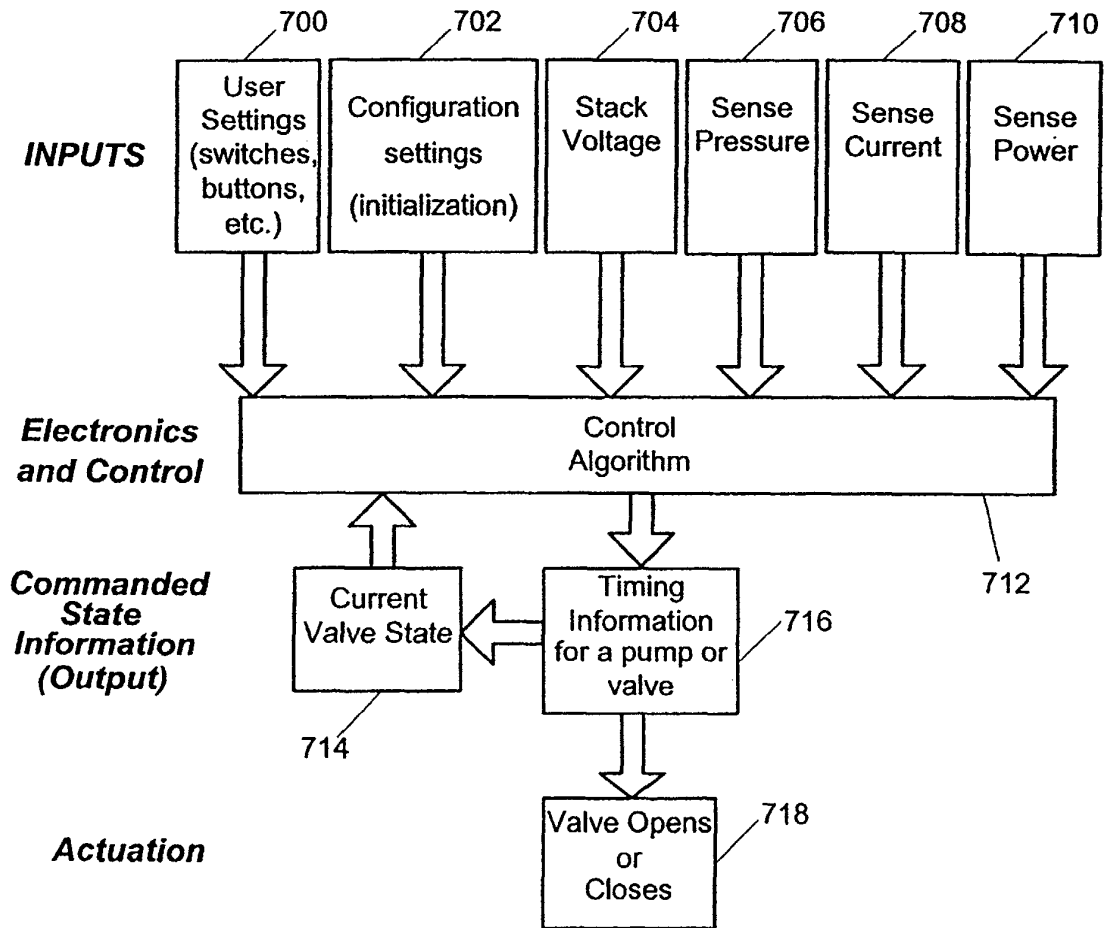 700
702
704
706
708
710
INPUTS
User
Settings
(switches,
buttons,
etc.)
Configuration
settings
(initialization)
Stack
Voltage
Sense
Pressure
Sense
Current
Sense
Power
Electronics
and Control
Control
Algorithm
712
Commanded
State
Information
(Output)
Current
Valve State
714
Timing
Information
for a pump or
valve
716
Actuation
Valve Opens
or
Closes
718